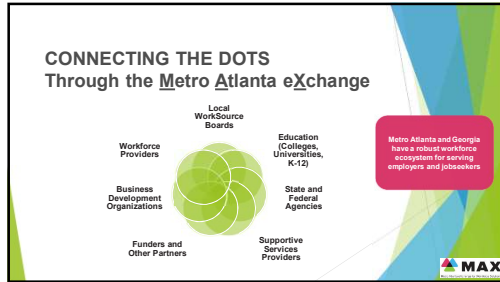 CONNECTING THE DOTS
Through the Metro Atlanta eXchange
Local
WorkSource
Boards
Education
(Colleges,
Universities,
K-12)
State and
Federal
Agencies
Supportive
Services
Providers
Funders and
Other Partners
Business
Development
Organizations
Workforce
Providers
Metro Atlanta and Georgia
have a robust workforce
ecosystem for serving
employers and jobseekers
MAX